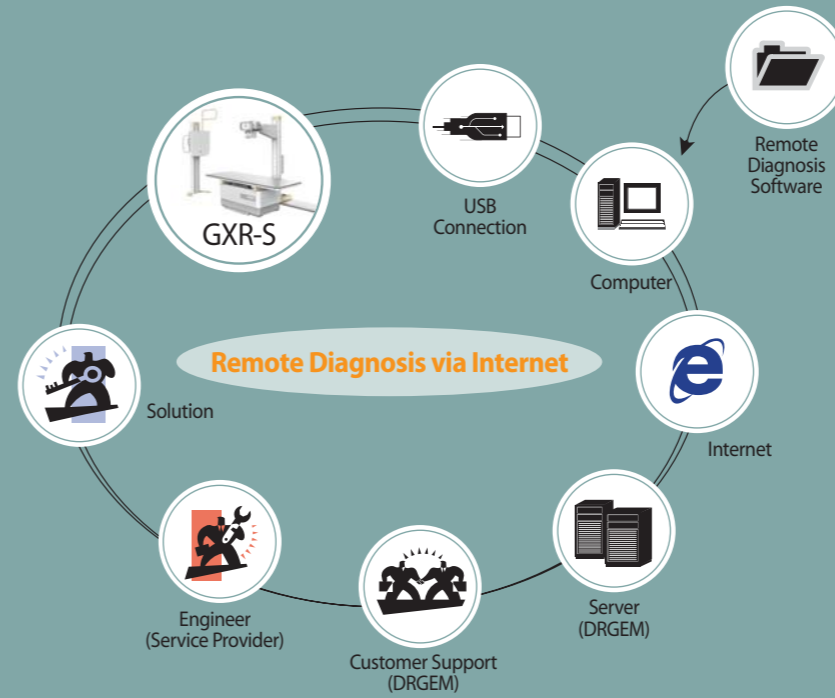 Remote
Diagnosis
Software
USB
Connection
GXR-S
Computer
Remote Diagnosis via Internet
Solution
Internet
Engineer
(Service Provider)
Customer Support
(DRGEM)
Server
(DRGEM)